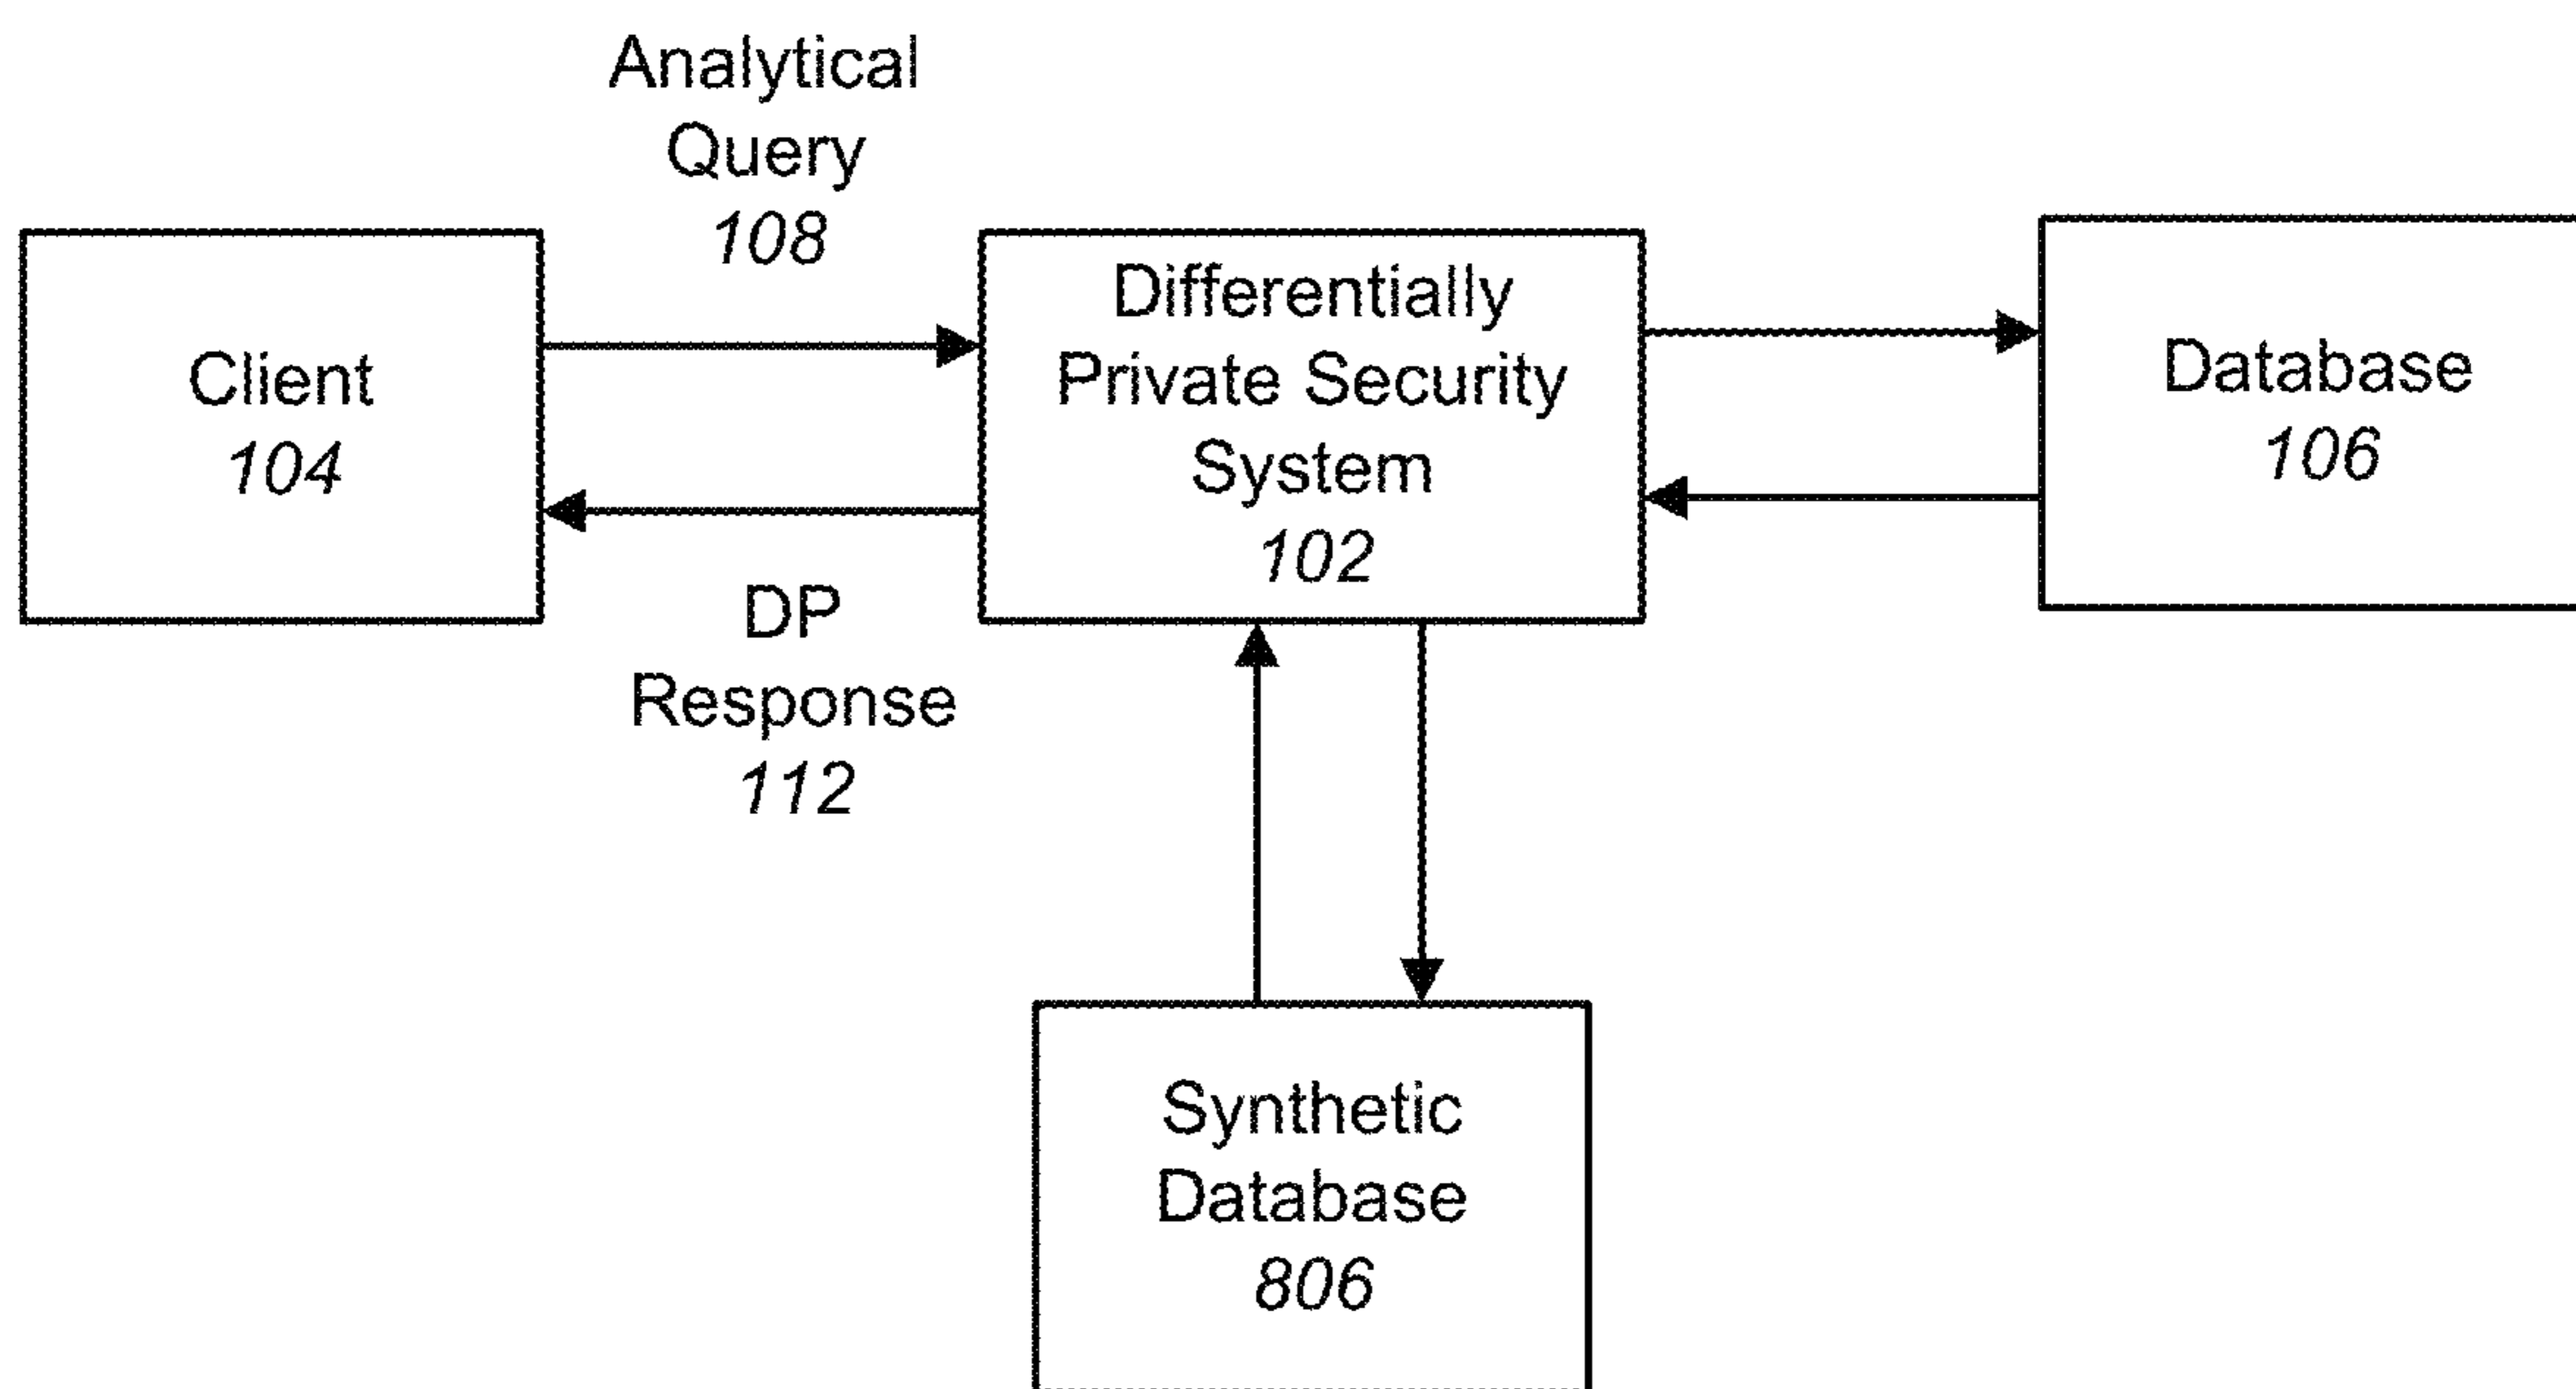 Analytical
Query
108
Client
104
Differentially
Private Security
System
102
Database
106
DP
Response
112
Synthetic
Database
806